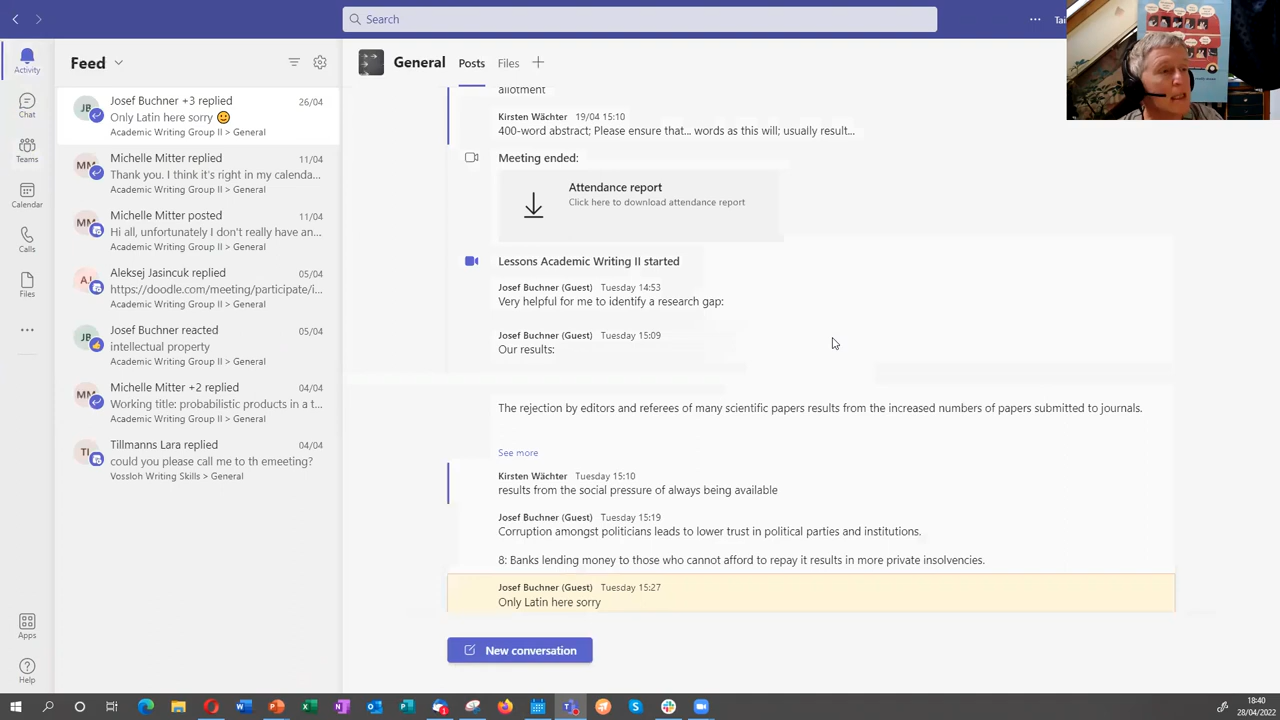 Search
Tai
Activity
Chat
Teams
Calendar
Calls
Files
Apps
Help
Feed
Josef Buchner +3 replied 26/04
Only Latin here sorry
Academic Writing Group II > General
Michelle Mitter replied 11/04
Thank you. I think it's right in my calenda...
Academic Writing Group II > General
Michelle Mitter posted 11/04
Hi all, unfortunately I don't really have an...
Academic Writing Group II > General
Aleksej Jasincuk replied 05/04
https://doodle.com/meeting/participate/i...
Academic Writing Group II > General
Josef Buchner reacted 05/04
intellectual property
Academic Writing Group II > General
Michelle Mitter +2 replied 04/04
Working title: probabilistic products in a t...
Academic Writing Group II > General
Tillmanns Lara replied 04/04
could you please call me to th emeeting?
Vossloh Writing Skills > General
JB
MM
MM
AJ
JB
MM
TI
General Posts Files
allotment
Kirsten Wächter 19/04 15:10
400-word abstract; Please ensure that... words as this will; usually result...
Meeting ended:
Attendance report
Click here to download attendance report
Lessons Academic Writing II started
Josef Buchner (Guest) Tuesday 14:53
Very helpful for me to identify a research gap:
Josef Buchner (Guest) Tuesday 15:09
Our results:
The rejection by editors and referees of many scientific papers results from the increased numbers of papers submitted to journals.
See more
Kirsten Wächter Tuesday 15:10
results from the social pressure of always being available
Josef Buchner (Guest) Tuesday 15:19
Corruption amongst politicians leads to lower trust in political parties and institutions.
8: Banks lending money to those who cannot afford to repay it results in more private insolvencies.
Josef Buchner (Guest) Tuesday 15:27
Only Latin here sorry
New conversation
18:40
28/04/2022